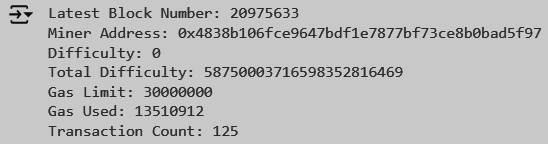 Latest Block Number: 20975633
Miner Address: 0x4838b106fce9647bdf1e7877bf73ce8b0bad5f97
Difficulty: 0
Total Difficulty: 58750003716598352816469
Gas Limit: 30000000
Gas Used: 13510912
Transaction Count: 125